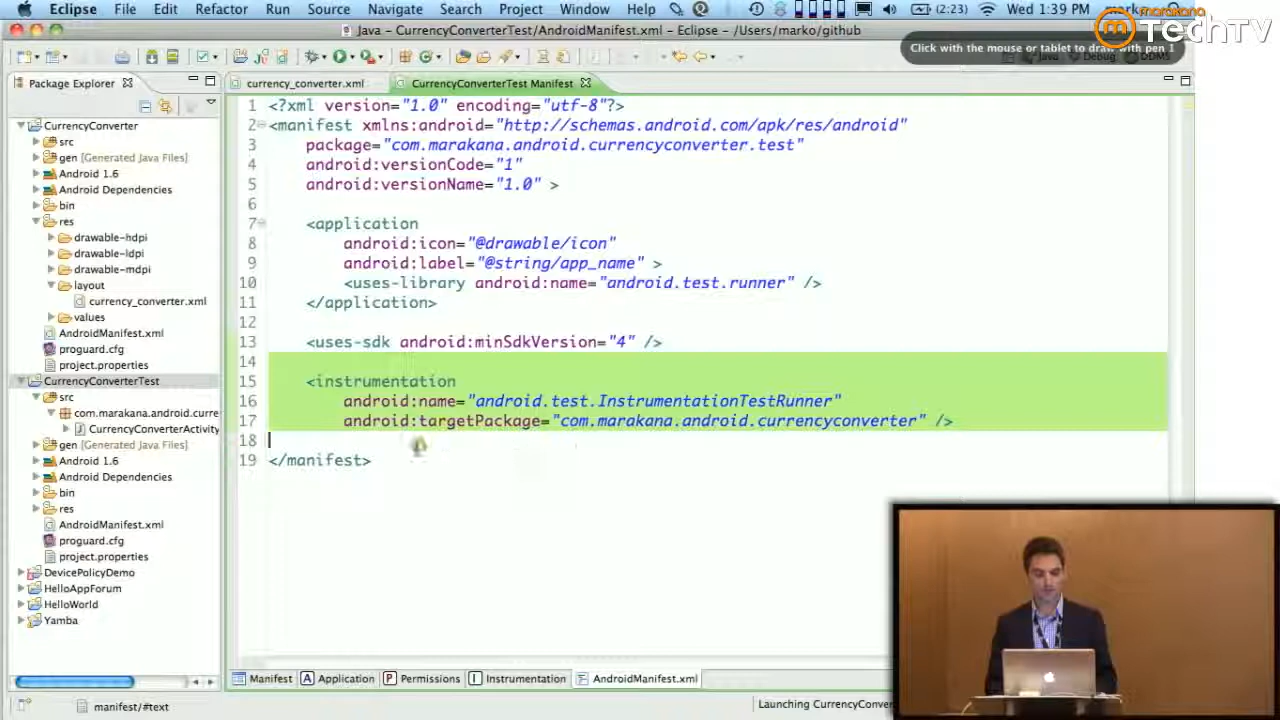 Eclipse File Edit Refactor Run Source Navigate Search Project Window Help (2:23) Wed 1:39 PM
marakana
TechTV
Java - CurrencyConverterTest/AndroidManifest.xml - Eclipse - /Users/marko/github
Click with the mouse or tablet to draw with pen 1
Java Debug DDMS
Package Explorer
currency_converter.xml
CurrencyConverterTest Manifest
CurrencyConverter
src
gen [Generated Java Files]
Android 1.6
Android Dependencies
bin
res
drawable-hdpi
drawable-ldpi
drawable-mdpi
layout
currency_converter.xml
values
AndroidManifest.xml
proguard.cfg
project.properties
CurrencyConverterTest
src
com.marakana.android.curre
CurrencyConverterActivity
gen [Generated Java Files]
Android 1.6
Android Dependencies
bin
res
AndroidManifest.xml
proguard.cfg
project.properties
DevicePolicyDemo
HelloAppForum
HelloWorld
Yamba
1 <?xml version="1.0" encoding="utf-8"?>
2 <manifest xmlns:android="http://schemas.android.com/apk/res/android"
3 package="com.marakana.android.currencyconverter.test"
4 android:versionCode="1"
5 android:versionName="1.0" >
6
7 <application
8 android:icon="@drawable/icon"
9 android:label="@string/app_name" >
10 <uses-library android:name="android.test.runner" />
11 </application>
12
13 <uses-sdk android:minSdkVersion="4" />
14
15 <instrumentation
16 android:name="android.test.InstrumentationTestRunner"
17 android:targetPackage="com.marakana.android.currencyconverter" />
18
19 </manifest>
Manifest Application Permissions Instrumentation AndroidManifest.xml
manifest/#text
Launching CurrencyConver